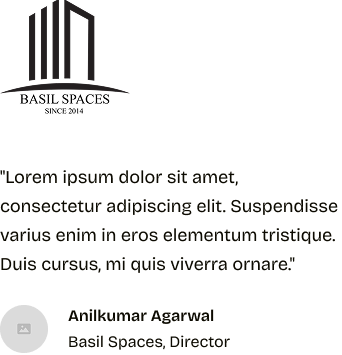 BASIL SPACES
SINCE 2014
"Lorem ipsum dolor sit amet,
consectetur adipiscing elit. Suspendisse
varius enim in eros elementum tristique.
Duis cursus, mi quis viverra ornare."
Anilkumar Agarwal
Basil Spaces, Director